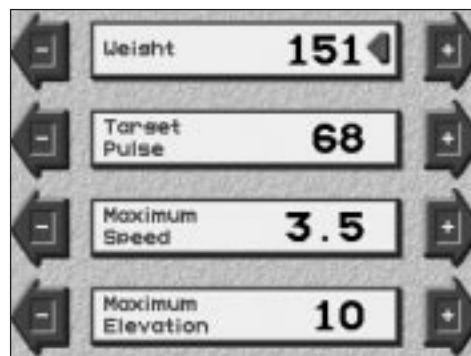 - Weight 151 +
- Target
Pulse 68 +
- Maximum
Speed 3.5 +
- Maximum
Elevation 10 +